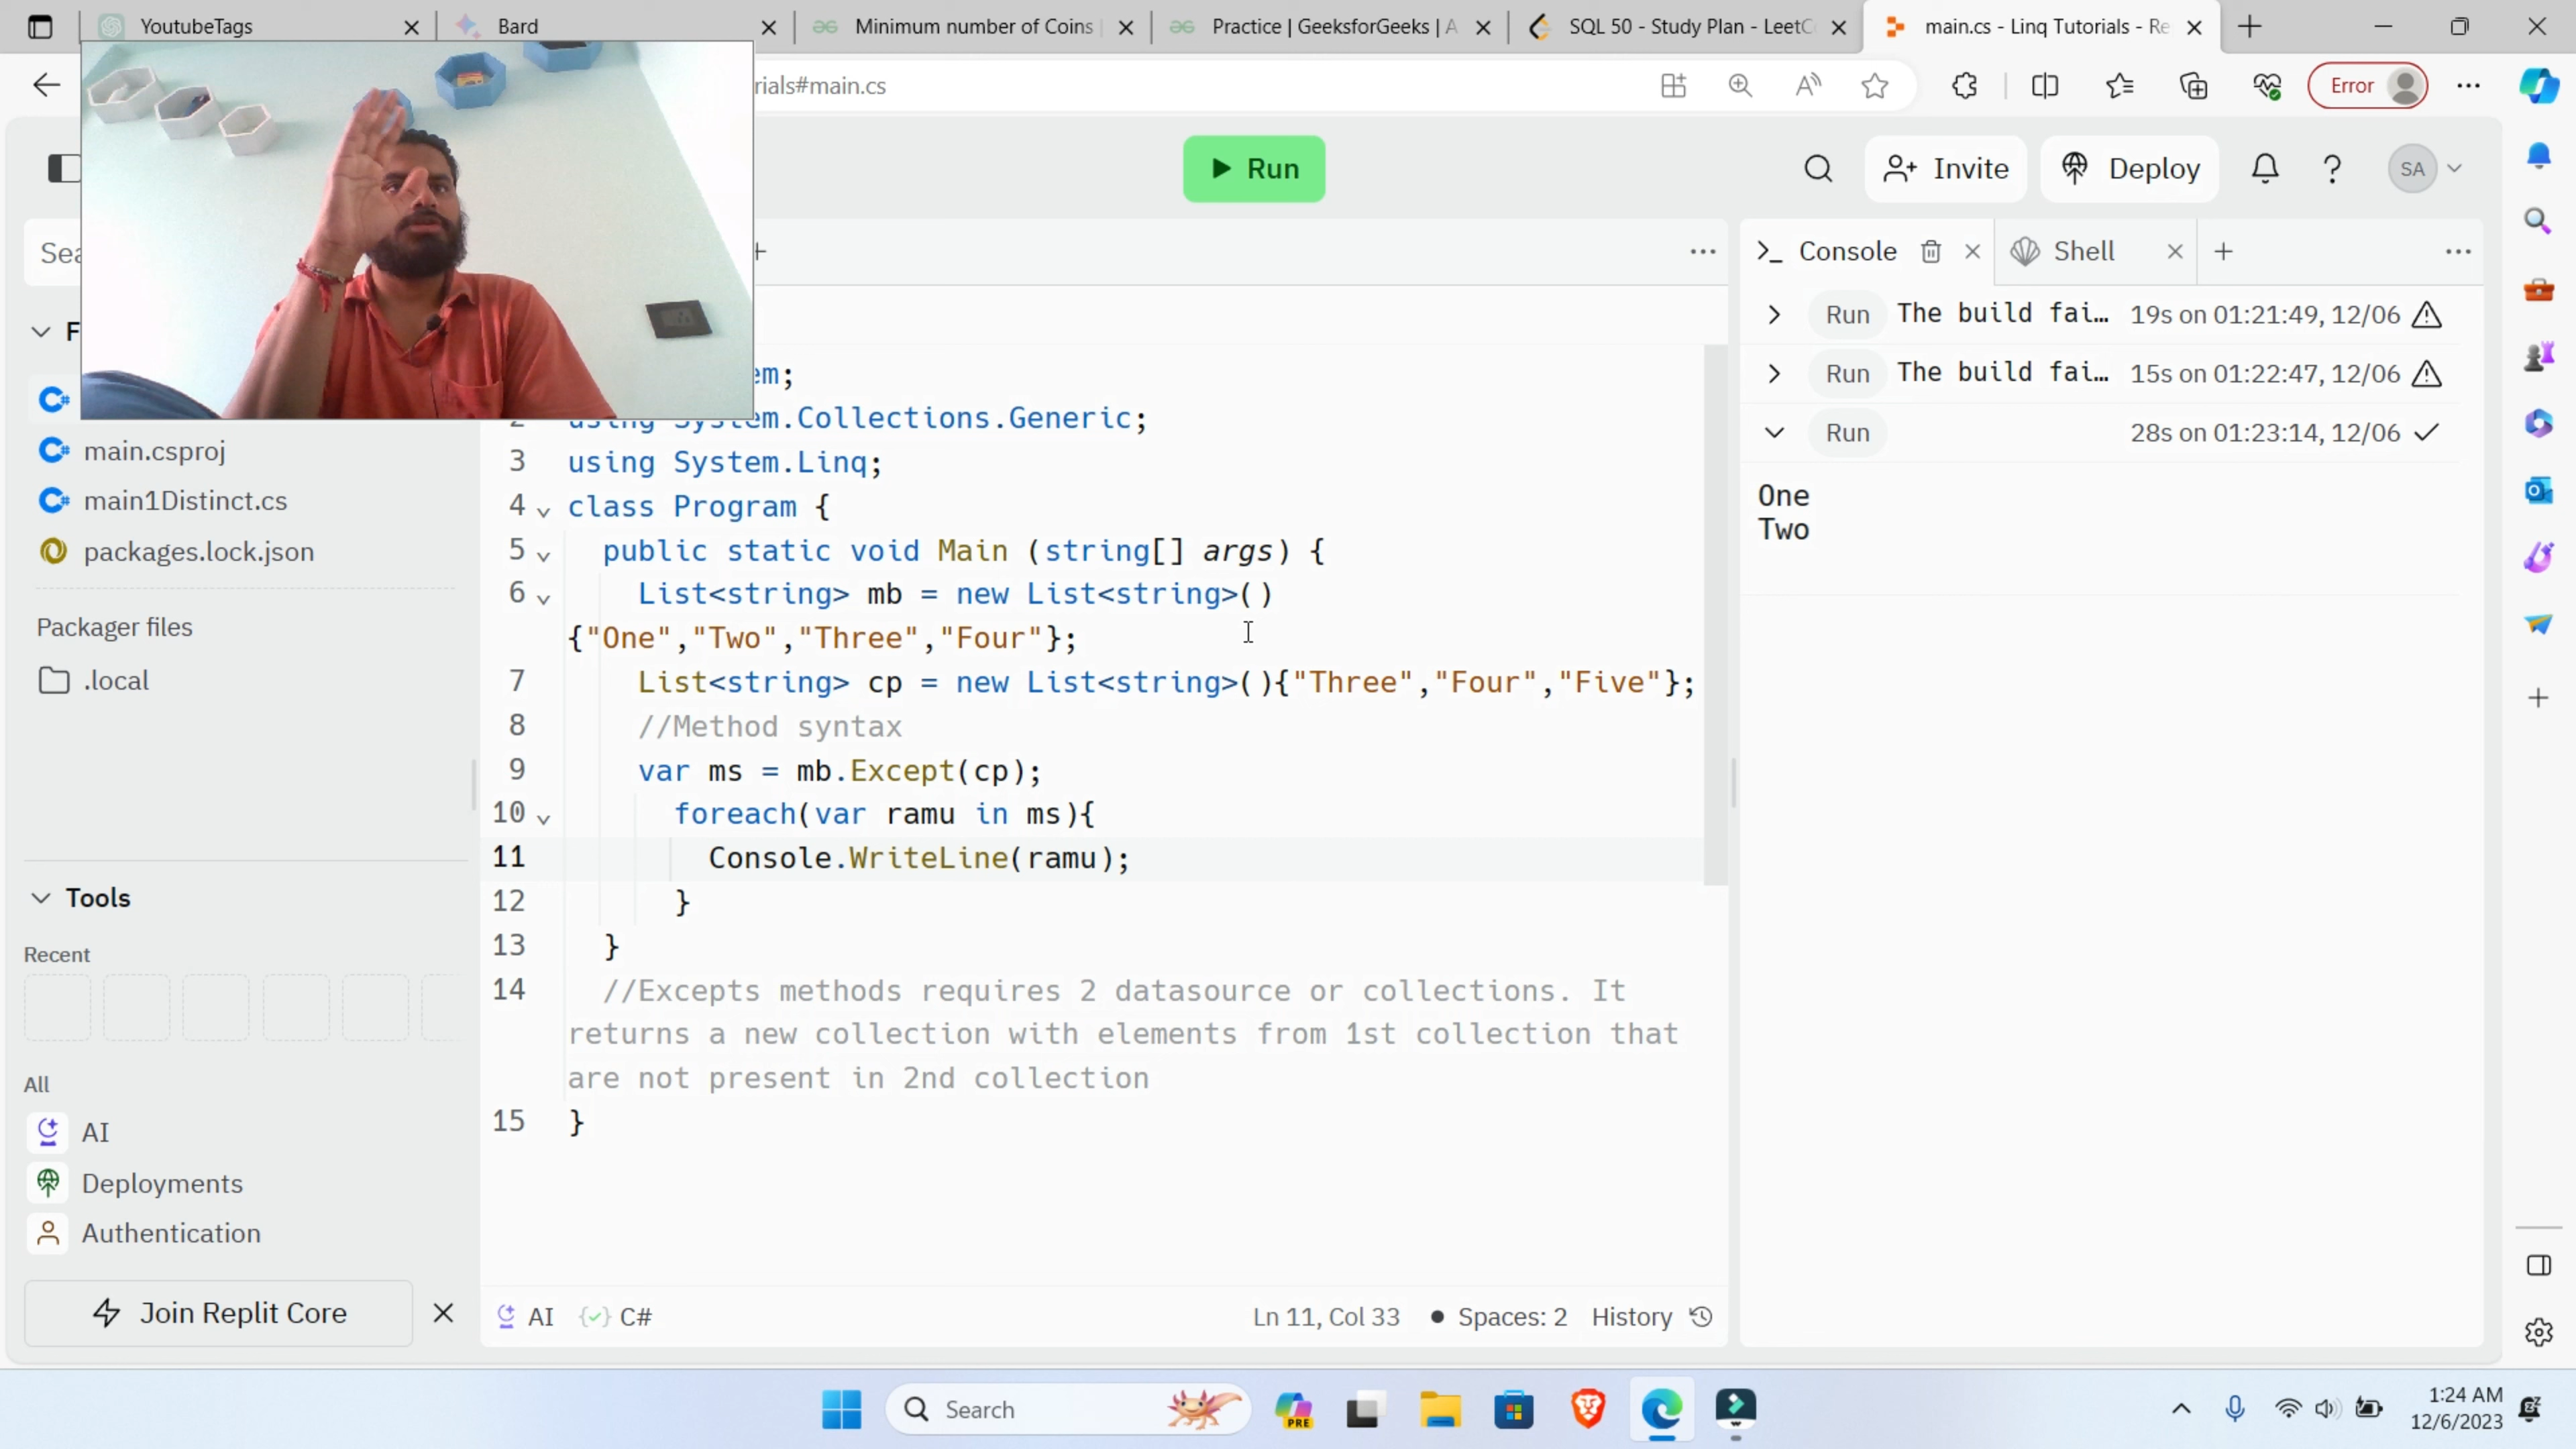 YoutubeTags
Bard
Minimum number of Coins
Practice | GeeksforGeeks | A
SQL 50 - Study Plan - LeetC
main.cs - Linq Tutorials - Re
rials#main.cs
Error
Run
Invite
Deploy
SA
Sea
F
main.csproj
main1Distinct.cs
packages.lock.json
Packager files
.local
Tools
Recent
All
AI
Deployments
Authentication
Join Replit Core
em;
2 using System.Collections.Generic;
3 using System.Linq;
4 class Program {
5 public static void Main (string[] args) {
6 List<string> mb = new List<string>()
{"One","Two","Three","Four"};
7 List<string> cp = new List<string>(){"Three","Four","Five"};
8 //Method syntax
9 var ms = mb.Except(cp);
10 foreach(var ramu in ms){
11 Console.WriteLine(ramu);
12 }
13 }
14 //Excepts methods requires 2 datasource or collections. It
returns a new collection with elements from 1st collection that
are not present in 2nd collection
15 }
AI C# Ln 11, Col 33 Spaces: 2 History
Console
Shell
Run The build fai... 19s on 01:21:49, 12/06
Run The build fai... 15s on 01:22:47, 12/06
Run 28s on 01:23:14, 12/06
One
Two
Search
PRE
1:24 AM
12/6/2023